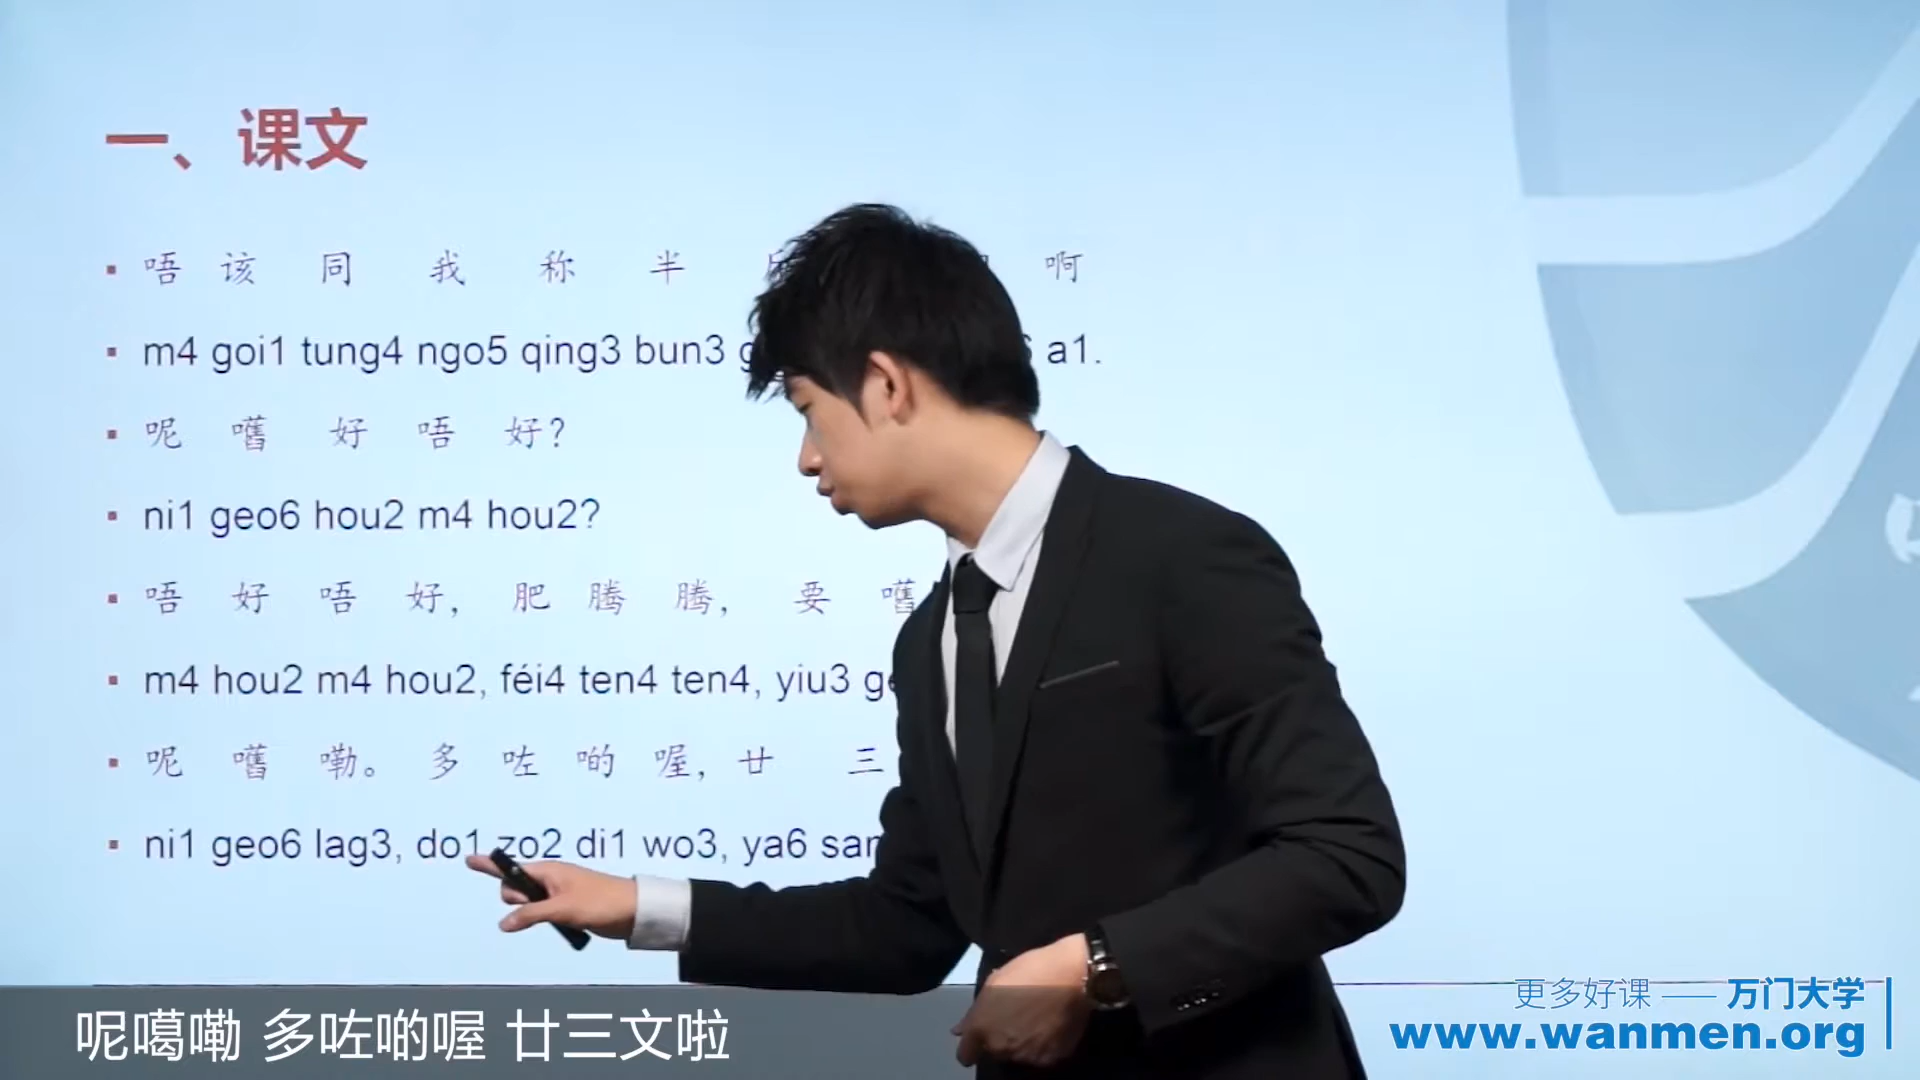 一、课文
唔 该 同 我 称 半 啊
m4 goi1 tung4 ngo5 qing3 bun3 a1.
呢 嚿 好 唔 好?
ni1 geo6 hou2 m4 hou2?
唔 好 唔 好, 肥 腾 腾, 要 嚿
m4 hou2 m4 hou2, féi4 ten4 ten4, yiu3
呢 嚿 嘞。 多 咗 啲 喔, 廿 三
ni1 geo6 lag3, do1 zo2 di1 wo3, ya6
呢噶嘞 多咗啲喔 廿三文啦
更多好课 —— 万门大学
www.wanmen.org